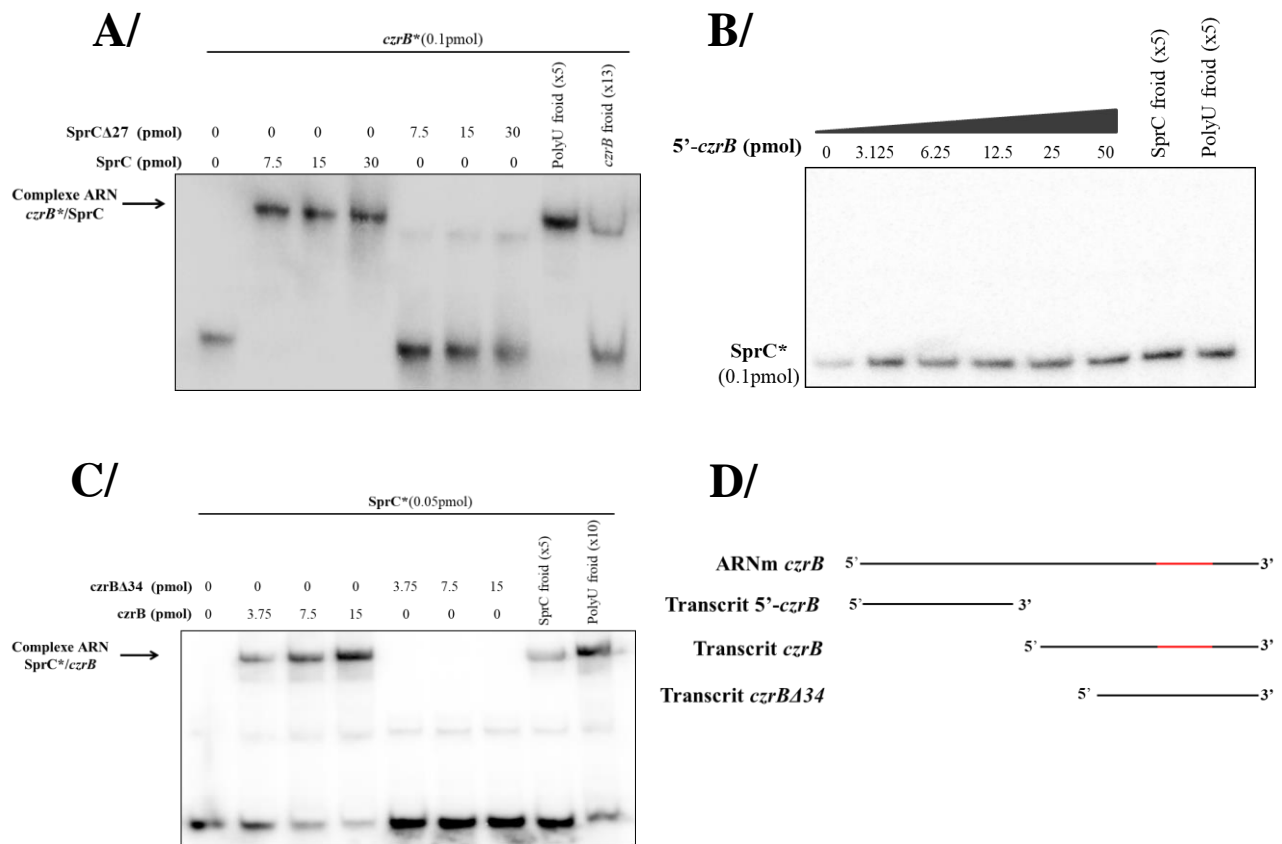 A/
czrB*(0.1pmol)
SprCΔ27 (pmol) 0 0 0 0 7.5 15 30 PolyU froid (x5) czrB froid (x13)
SprC (pmol) 0 7.5 15 30 0 0 0
Complexe ARN
czrB*/SprC
B/
5'-czrB (pmol) 0 3.125 6.25 12.5 25 50 SprC froid (x5) PolyU froid (x5)
SprC*
(0.1pmol)
C/
SprC*(0.05pmol)
czrBΔ34 (pmol) 0 0 0 0 3.75 7.5 15 SprC froid (x5) PolyU froid (x10)
czrB (pmol) 0 3.75 7.5 15 0 0 0
Complexe ARN
SprC*/czrB
D/
ARNm czrB 5' 3'
Transcrit 5'-czrB 5' 3'
Transcrit czrB 5' 3'
Transcrit czrBΔ34 5' 3'